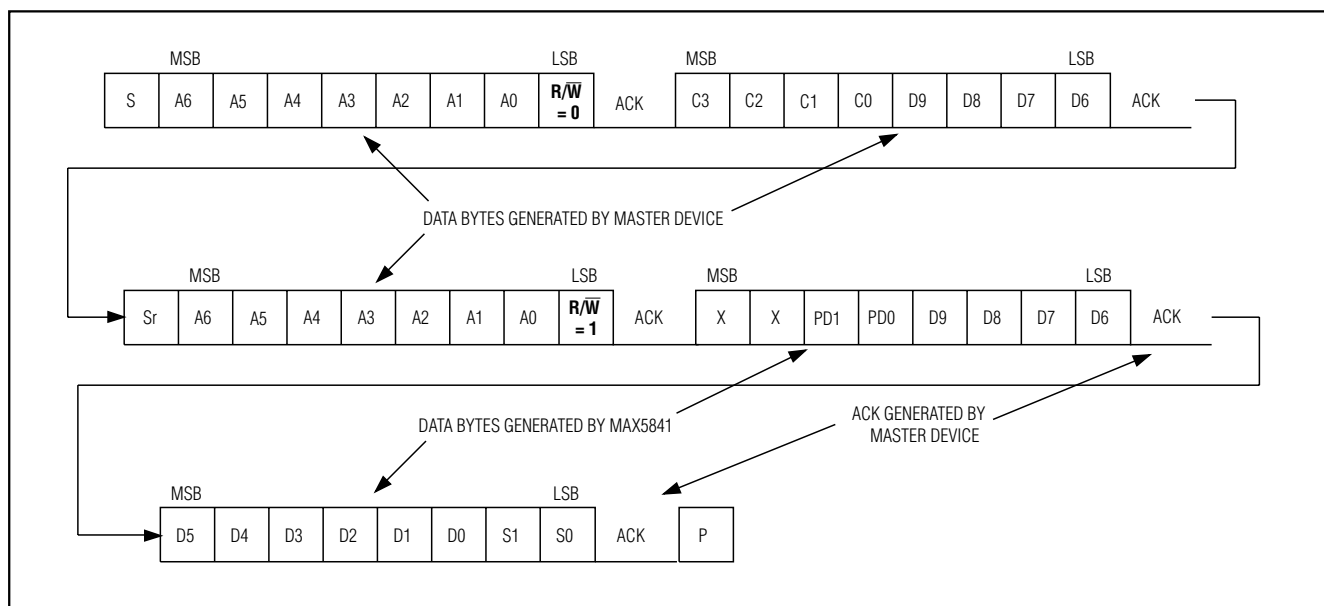 MSB LSB MSB LSB
S A6 A5 A4 A3 A2 A1 A0 R/W̅ = 0 ACK C3 C2 C1 C0 D9 D8 D7 D6 ACK
DATA BYTES GENERATED BY MASTER DEVICE
MSB LSB MSB LSB
Sr A6 A5 A4 A3 A2 A1 A0 R/W̅ = 1 ACK X X PD1 PD0 D9 D8 D7 D6 ACK
DATA BYTES GENERATED BY MAX5841
ACK GENERATED BY
MASTER DEVICE
MSB LSB
D5 D4 D3 D2 D1 D0 S1 S0 ACK P